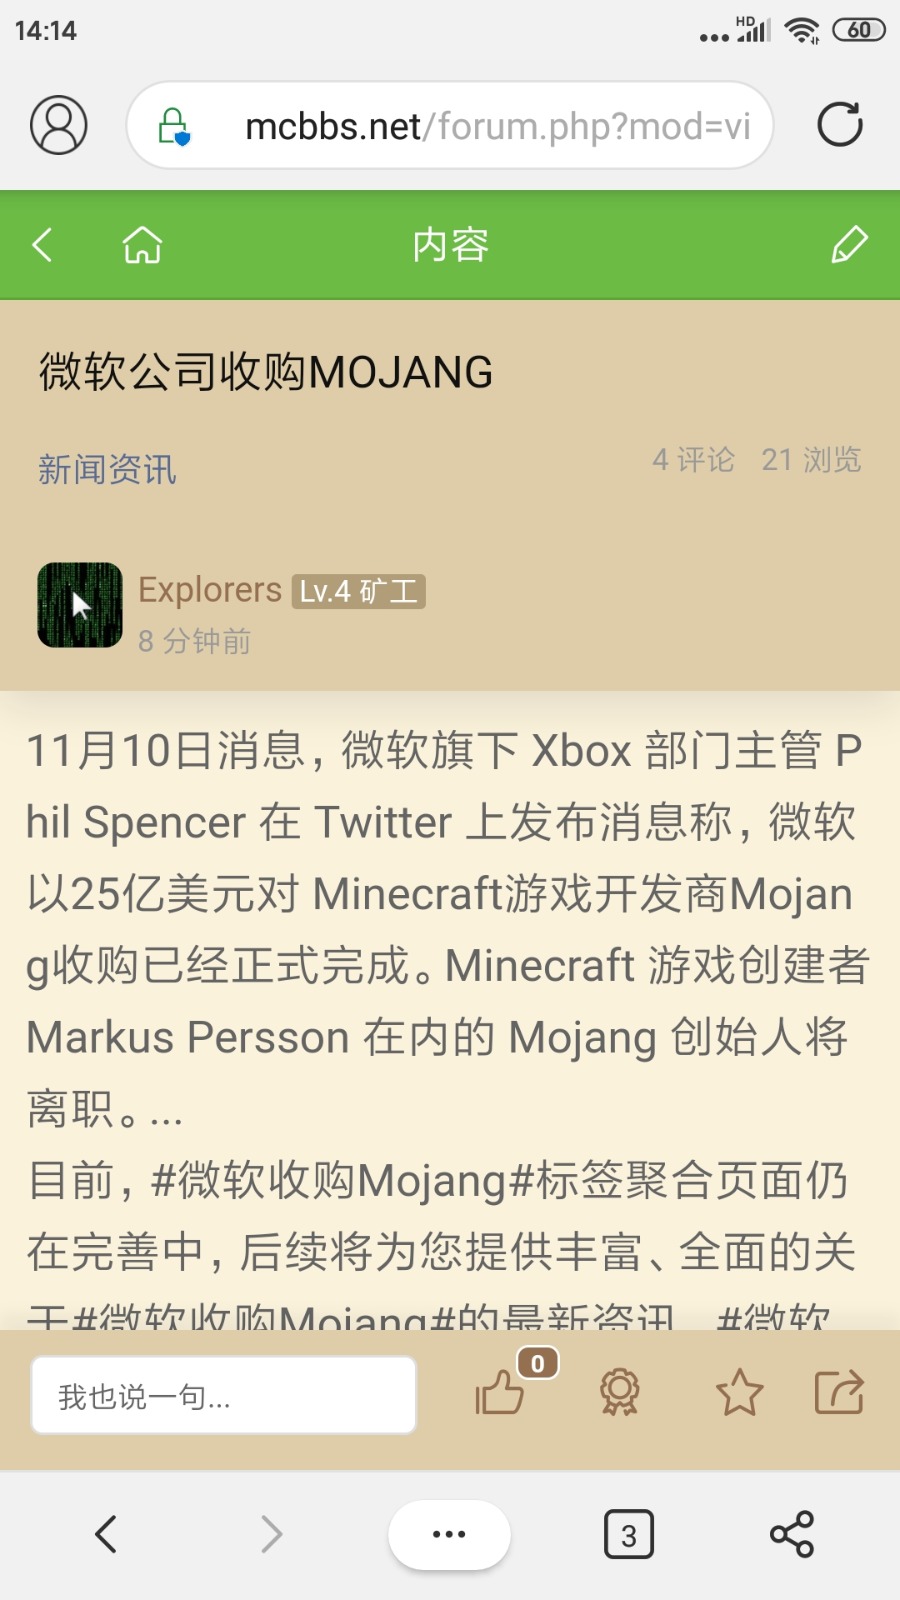 14:14
HD
60
mcbbs.net/forum.php?mod=vi
内容
微软公司收购MOJANG
新闻资讯
4 评论 21 浏览
Explorers Lv.4 矿工
8 分钟前
11月10日消息，微软旗下 Xbox 部门主管 P
hil Spencer 在 Twitter 上发布消息称，微软
以25亿美元对 Minecraft游戏开发商Mojan
g收购已经正式完成。Minecraft 游戏创建者
Markus Persson 在内的 Mojang 创始人将
离职。...
目前，#微软收购Mojang#标签聚合页面仍
在完善中，后续将为您提供丰富、全面的关
于#微软收购Mojang#的最新资讯、#微软
0
我也说一句...
3